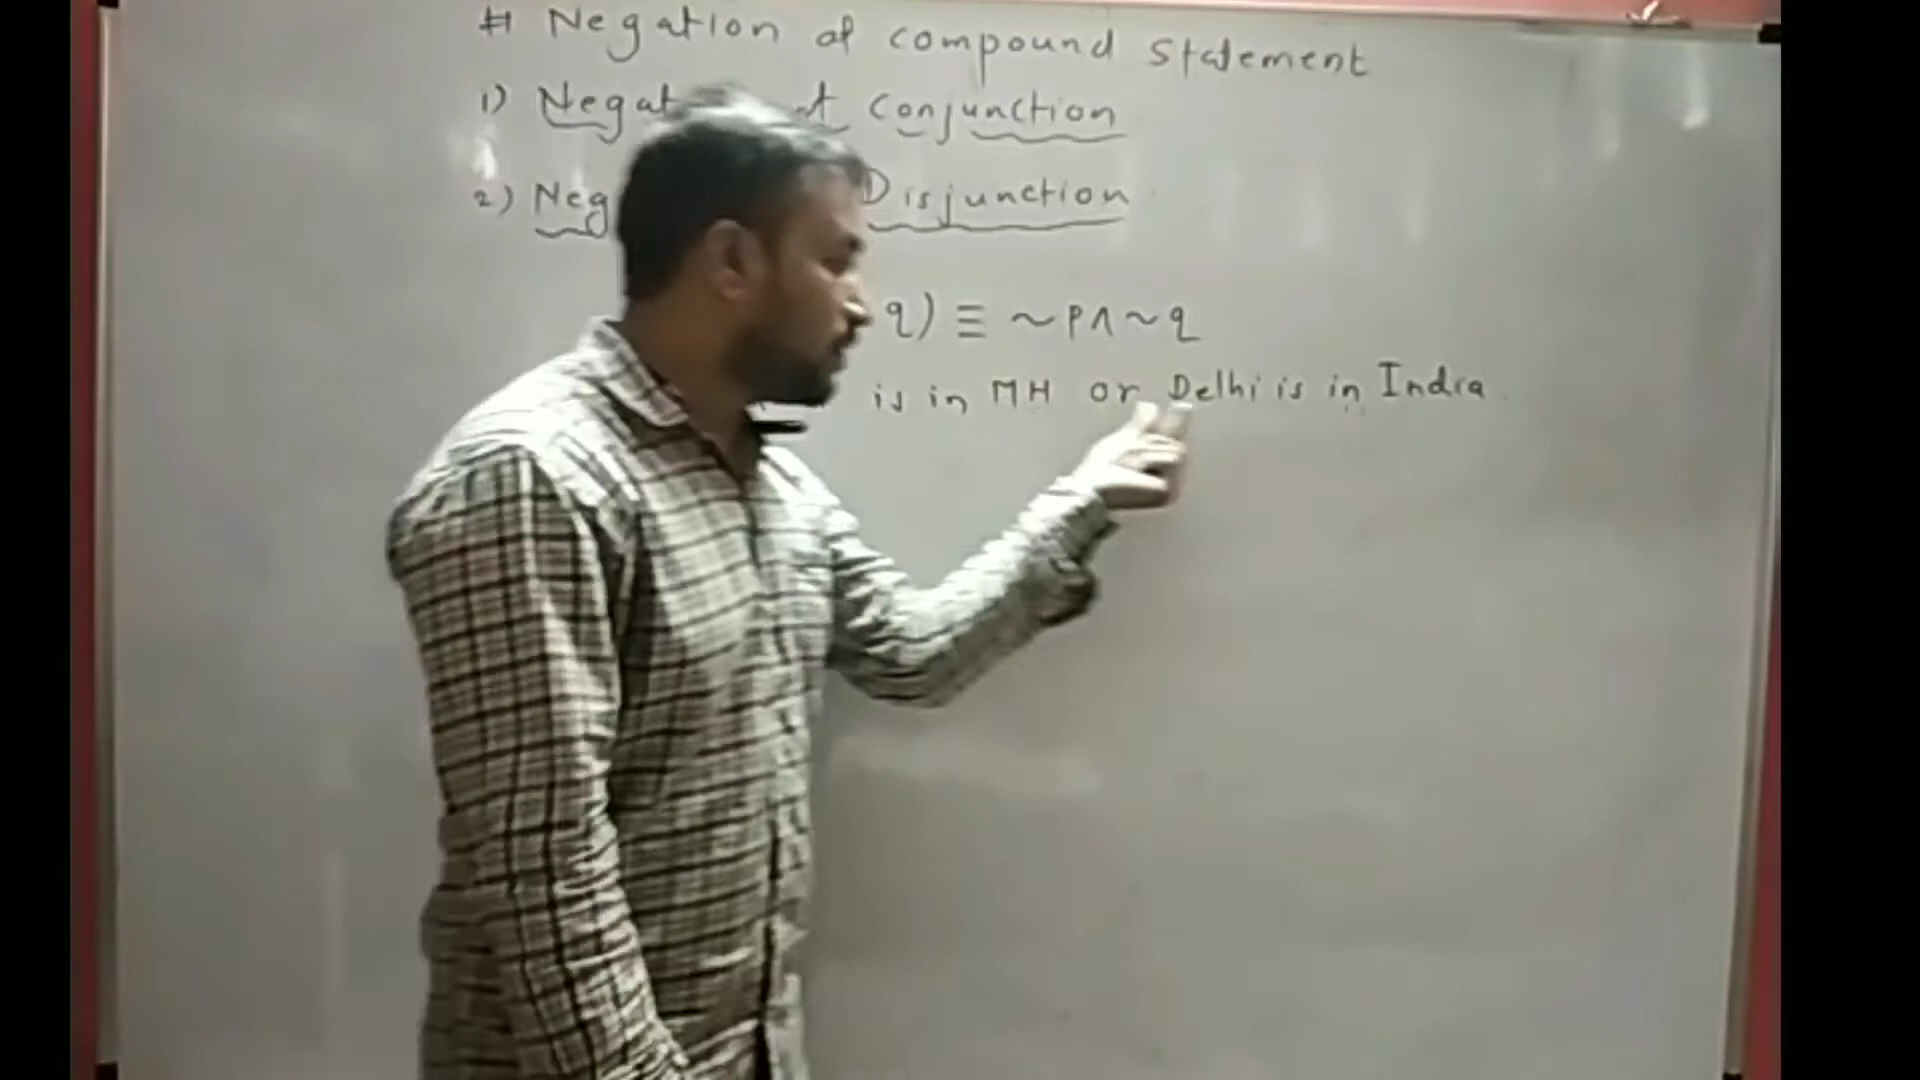 # Negation of compound Statement
1) Negat conjunction
2) Neg Disjunction
q) ≡ ~p∧~q
is in MH or Delhi is in India.